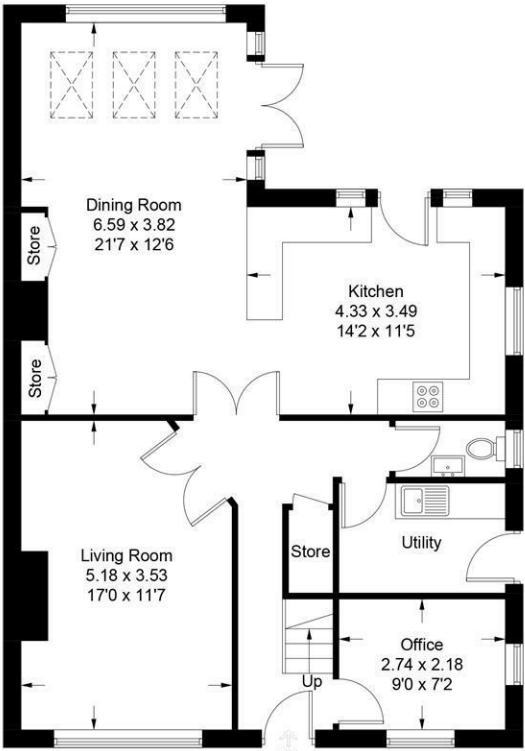 Dining Room
6.59 x 3.82
21'7 x 12'6
Store
Store
Kitchen
4.33 x 3.49
14'2 x 11'5
Living Room
5.18 x 3.53
17'0 x 11'7
Store
Utility
Office
2.74 x 2.18
9'0 x 7'2
Up